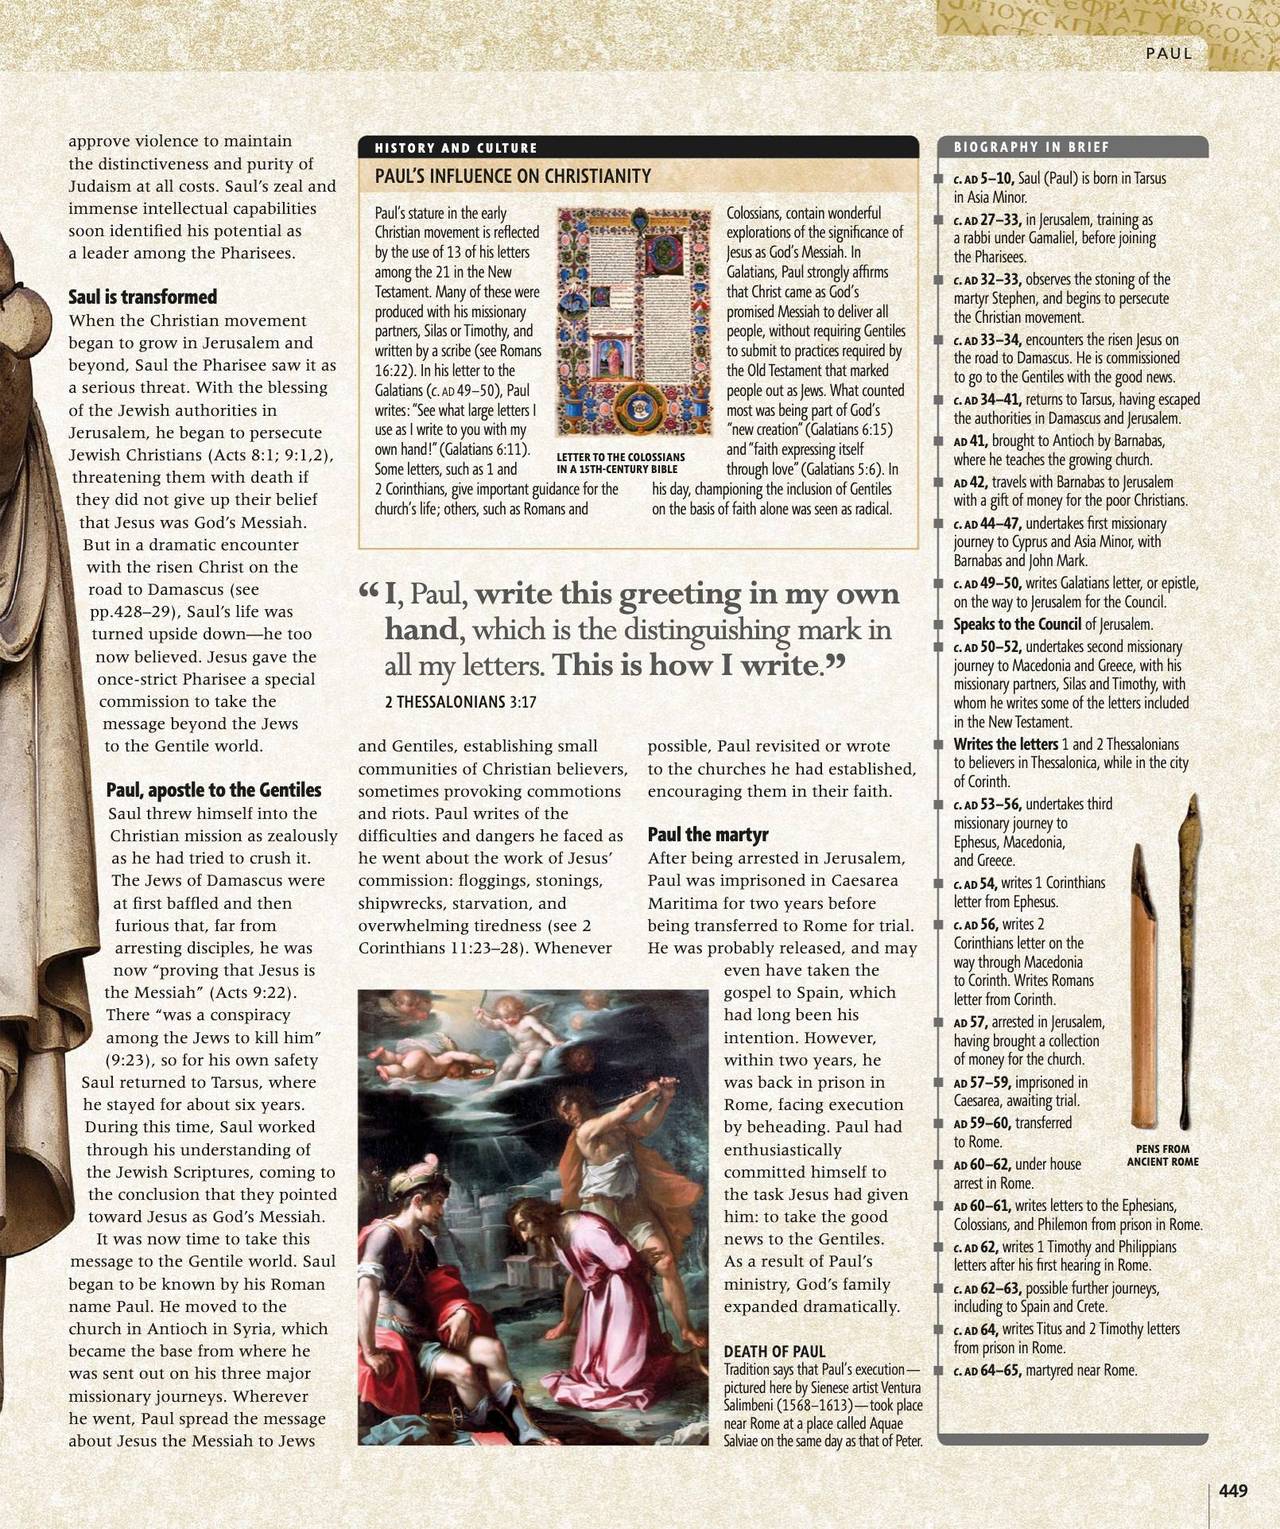 PAUL
approve violence to maintain
the distinctiveness and purity of
Judaism at all costs. Saul's zeal and
immense intellectual capabilities
soon identified his potential as
a leader among the Pharisees.
Saul is transformed
When the Christian movement
began to grow in Jerusalem and
beyond, Saul the Pharisee saw it as
a serious threat. With the blessing
of the Jewish authorities in
Jerusalem, he began to persecute
Jewish Christians (Acts 8:1; 9:1,2),
threatening them with death if
they did not give up their belief
that Jesus was God's Messiah.
But in a dramatic encounter
with the risen Christ on the
road to Damascus (see
pp.428–29), Saul's life was
turned upside down—he too
now believed. Jesus gave the
once-strict Pharisee a special
commission to take the
message beyond the Jews
to the Gentile world.
Paul, apostle to the Gentiles
Saul threw himself into the
Christian mission as zealously
as he had tried to crush it.
The Jews of Damascus were
at first baffled and then
furious that, far from
arresting disciples, he was
now “proving that Jesus is
the Messiah” (Acts 9:22).
There “was a conspiracy
among the Jews to kill him”
(9:23), so for his own safety
Saul returned to Tarsus, where
he stayed for about six years.
During this time, Saul worked
through his understanding of
the Jewish Scriptures, coming to
the conclusion that they pointed
toward Jesus as God's Messiah.
It was now time to take this
message to the Gentile world. Saul
began to be known by his Roman
name Paul. He moved to the
church in Antioch in Syria, which
became the base from where he
was sent out on his three major
missionary journeys. Wherever
he went, Paul spread the message
about Jesus the Messiah to Jews
HISTORY AND CULTURE
PAUL'S INFLUENCE ON CHRISTIANITY
Paul's stature in the early
Christian movement is reflected
by the use of 13 of his letters
among the 21 in the New
Testament. Many of these were
produced with his missionary
partners, Silas or Timothy, and
written by a scribe (see Romans
16:22). In his letter to the
Galatians (c. AD 49–50), Paul
writes: “See what large letters I
use as I write to you with my
own hand!” (Galatians 6:11).
Some letters, such as 1 and
2 Corinthians, give important guidance for the
church's life; others, such as Romans and
LETTER TO THE COLOSSIANS
IN A 15TH-CENTURY BIBLE
Colossians, contain wonderful
explorations of the significance of
Jesus as God's Messiah. In
Galatians, Paul strongly affirms
that Christ came as God's
promised Messiah to deliver all
people, without requiring Gentiles
to submit to practices required by
the Old Testament that marked
people out as Jews. What counted
most was being part of God's
“new creation” (Galatians 6:15)
and “faith expressing itself
through love” (Galatians 5:6). In
his day, championing the inclusion of Gentiles
on the basis of faith alone was seen as radical.
“I, Paul, write this greeting in my own
hand, which is the distinguishing mark in
all my letters. This is how I write.”
2 THESSALONIANS 3:17
and Gentiles, establishing small
communities of Christian believers,
sometimes provoking commotions
and riots. Paul writes of the
difficulties and dangers he faced as
he went about the work of Jesus'
commission: floggings, stonings,
shipwrecks, starvation, and
overwhelming tiredness (see 2
Corinthians 11:23–28). Whenever
possible, Paul revisited or wrote
to the churches he had established,
encouraging them in their faith.
Paul the martyr
After being arrested in Jerusalem,
Paul was imprisoned in Caesarea
Maritima for two years before
being transferred to Rome for trial.
He was probably released, and may
even have taken the
gospel to Spain, which
had long been his
intention. However,
within two years, he
was back in prison in
Rome, facing execution
by beheading. Paul had
enthusiastically
committed himself to
the task Jesus had given
him: to take the good
news to the Gentiles.
As a result of Paul's
ministry, God's family
expanded dramatically.
DEATH OF PAUL
Tradition says that Paul's execution—
pictured here by Sienese artist Ventura
Salimbeni (1568–1613)—took place
near Rome at a place called Aquae
Salviae on the same day as that of Peter.
BIOGRAPHY IN BRIEF
c. AD 5–10, Saul (Paul) is born in Tarsus
in Asia Minor.
c. AD 27–33, in Jerusalem, training as
a rabbi under Gamaliel, before joining
the Pharisees.
c. AD 32–33, observes the stoning of the
martyr Stephen, and begins to persecute
the Christian movement.
c. AD 33–34, encounters the risen Jesus on
the road to Damascus. He is commissioned
to go to the Gentiles with the good news.
c. AD 34–41, returns to Tarsus, having escaped
the authorities in Damascus and Jerusalem.
AD 41, brought to Antioch by Barnabas,
where he teaches the growing church.
AD 42, travels with Barnabas to Jerusalem
with a gift of money for the poor Christians.
c. AD 44–47, undertakes first missionary
journey to Cyprus and Asia Minor, with
Barnabas and John Mark.
c. AD 49–50, writes Galatians letter, or epistle,
on the way to Jerusalem for the Council.
Speaks to the Council of Jerusalem.
c. AD 50–52, undertakes second missionary
journey to Macedonia and Greece, with his
missionary partners, Silas and Timothy, with
whom he writes some of the letters included
in the New Testament.
Writes the letters 1 and 2 Thessalonians
to believers in Thessalonica, while in the city
of Corinth.
c. AD 53–56, undertakes third
missionary journey to
Ephesus, Macedonia,
and Greece.
c. AD 54, writes 1 Corinthians
letter from Ephesus.
c. AD 56, writes 2
Corinthians letter on the
way through Macedonia
to Corinth. Writes Romans
letter from Corinth.
AD 57, arrested in Jerusalem,
having brought a collection
of money for the church.
AD 57–59, imprisoned in
Caesarea, awaiting trial.
AD 59–60, transferred
to Rome.
AD 60–62, under house
arrest in Rome.
AD 60–61, writes letters to the Ephesians,
Colossians, and Philemon from prison in Rome.
c. AD 62, writes 1 Timothy and Philippians
letters after his first hearing in Rome.
c. AD 62–63, possible further journeys,
including to Spain and Crete.
c. AD 64, writes Titus and 2 Timothy letters
from prison in Rome.
c. AD 64–65, martyred near Rome.
PENS FROM
ANCIENT ROME
449